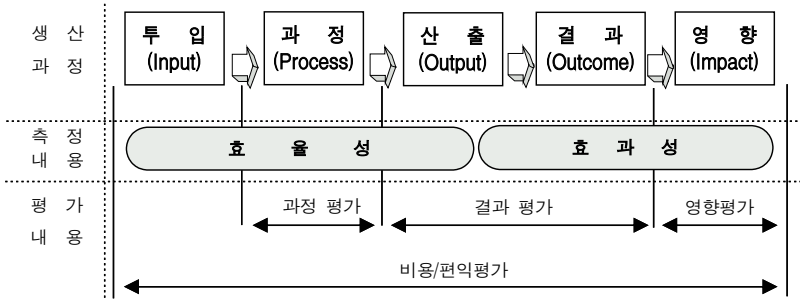 생 산
과 정
투 입
(Input)
과 정
(Process)
산 출
(Output)
결 과
(Outcome)
영 향
(Impact)
측 정
내 용
효 율 성
효 과 성
평 가
내 용
과정 평가
결과 평가
영향평가
비용/편익평가